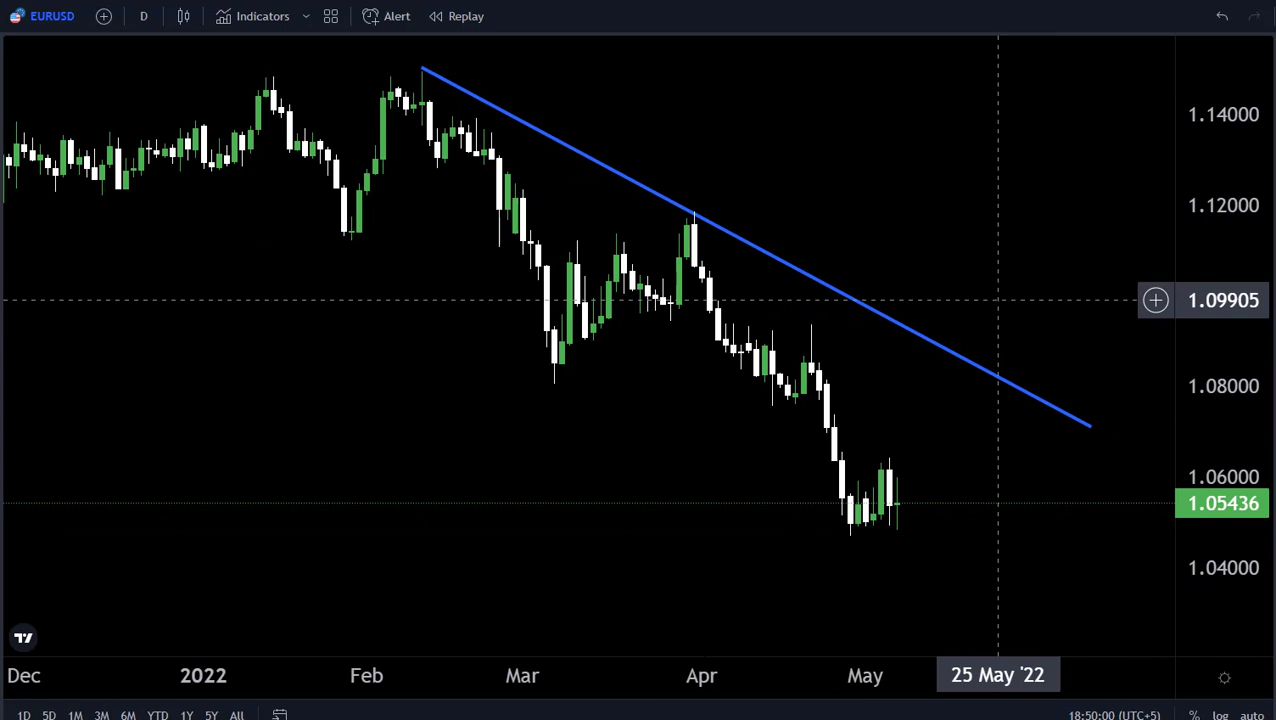 EURUSD D Indicators Alert Replay
1.14000
1.12000
1.09905
1.08000
1.06000
1.05436
1.04000
Dec 2022 Feb Mar Apr May 25 May '22
1D 5D 1M 3M 6M YTD 1Y 5Y All 18:50:00 (UTC+5) % log auto